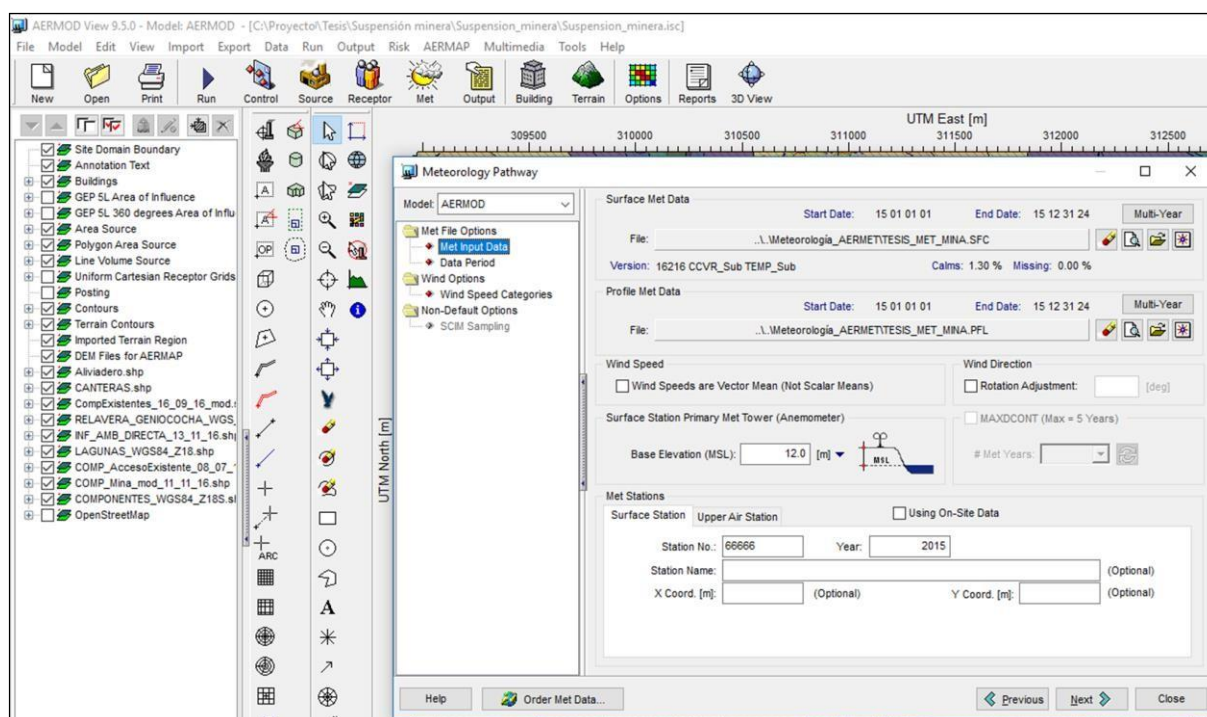 AERMOD View 9.5.0 - Model: AERMOD - [C:\Proyecto\Tesis\Suspensión minera\Suspension_minera\Suspension_minera.isc]
File Model Edit View Import Export Data Run Output Risk AERMAP Multimedia Tools Help
New Open Print Run Control Source Receptor Met Output Building Terrain Options Reports 3D View
Site Domain Boundary
Annotation Text
Buildings
GEP 5L Area of Influence
GEP 5L 360 degrees Area of Influ
Area Source
Polygon Area Source
Line Volume Source
Uniform Cartesian Receptor Grids
Posting
Contours
Terrain Contours
Imported Terrain Region
DEM Files for AERMAP
Aliviadero.shp
CANTERAS.shp
CompExistentes_16_09_16_mod.s
RELAVERA_GENIOCOCHA_WGS_
INF_AMB_DIRECTA_13_11_16.shp
LAGUNAS_WGS84_Z18.shp
COMP_AccesoExistente_08_07_1
COMP_Mina_mod_11_11_16.shp
COMPONENTES_WGS84_Z18S.sl
OpenStreetMap
A
A
OP
ARC
A
UTM East [m]
309500 310000 310500 311000 311500 312000 312500
UTM North [m]
Meteorology Pathway
Model: AERMOD
Met File Options
Met Input Data
Data Period
Wind Options
Wind Speed Categories
Non-Default Options
SCIM Sampling
Surface Met Data
Start Date: 15 01 01 01 End Date: 15 12 31 24 Multi-Year
File: ..\..\Meteorología_AERMET\TESIS_MET_MINA.SFC
Version: 16216 CCVR_Sub TEMP_Sub Calms: 1.30 % Missing: 0.00 %
Profile Met Data
Start Date: 15 01 01 01 End Date: 15 12 31 24 Multi-Year
File: ..\..\Meteorología_AERMET\TESIS_MET_MINA.PFL
Wind Speed
Wind Speeds are Vector Mean (Not Scalar Means)
Wind Direction
Rotation Adjustment: [deg]
Surface Station Primary Met Tower (Anemometer)
Base Elevation (MSL): 12.0 [m] MSL
MAXDCONT (Max = 5 Years)
# Met Years:
Met Stations
Surface Station Upper Air Station Using On-Site Data
Station No.: 66666 Year: 2015
Station Name: (Optional)
X Coord. [m]: (Optional) Y Coord. [m]: (Optional)
Help Order Met Data... Previous Next Close